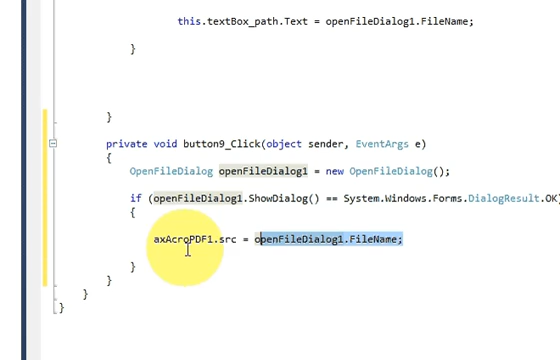 this.textBox_path.Text = openFileDialog1.FileName;
}
}
private void button9_Click(object sender, EventArgs e)
{
OpenFileDialog openFileDialog1 = new OpenFileDialog();
if (openFileDialog1.ShowDialog() == System.Windows.Forms.DialogResult.OK)
{
axAcroPDF1.src = openFileDialog1.FileName;
}
}
}
}